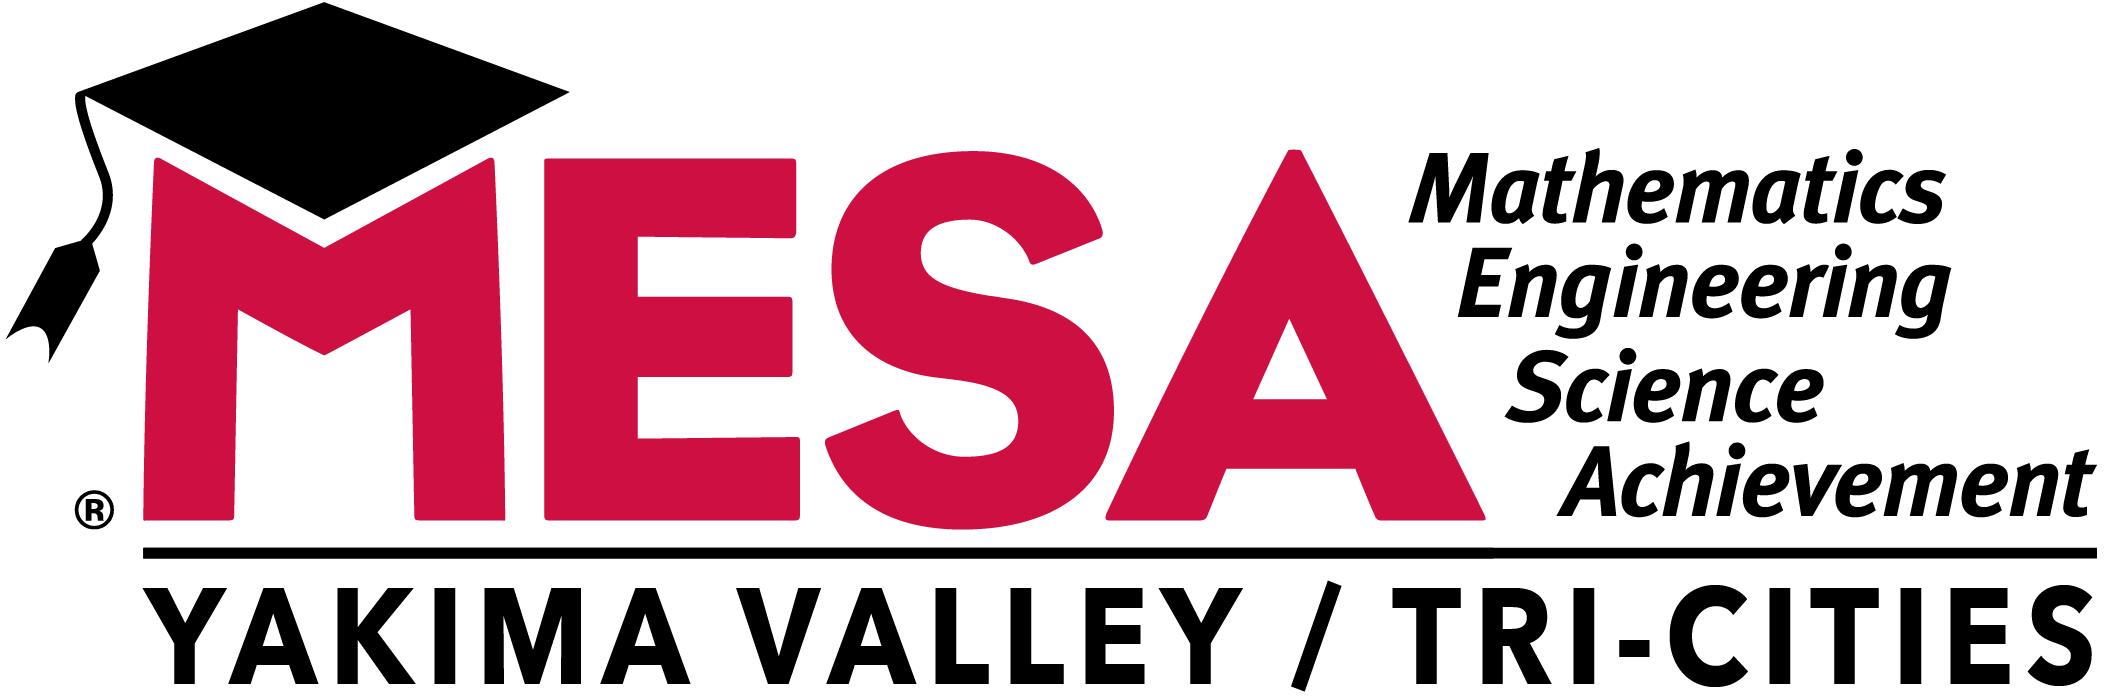 MESA
Mathematics
Engineering
Science
Achievement
®
YAKIMA VALLEY / TRI-CITIES